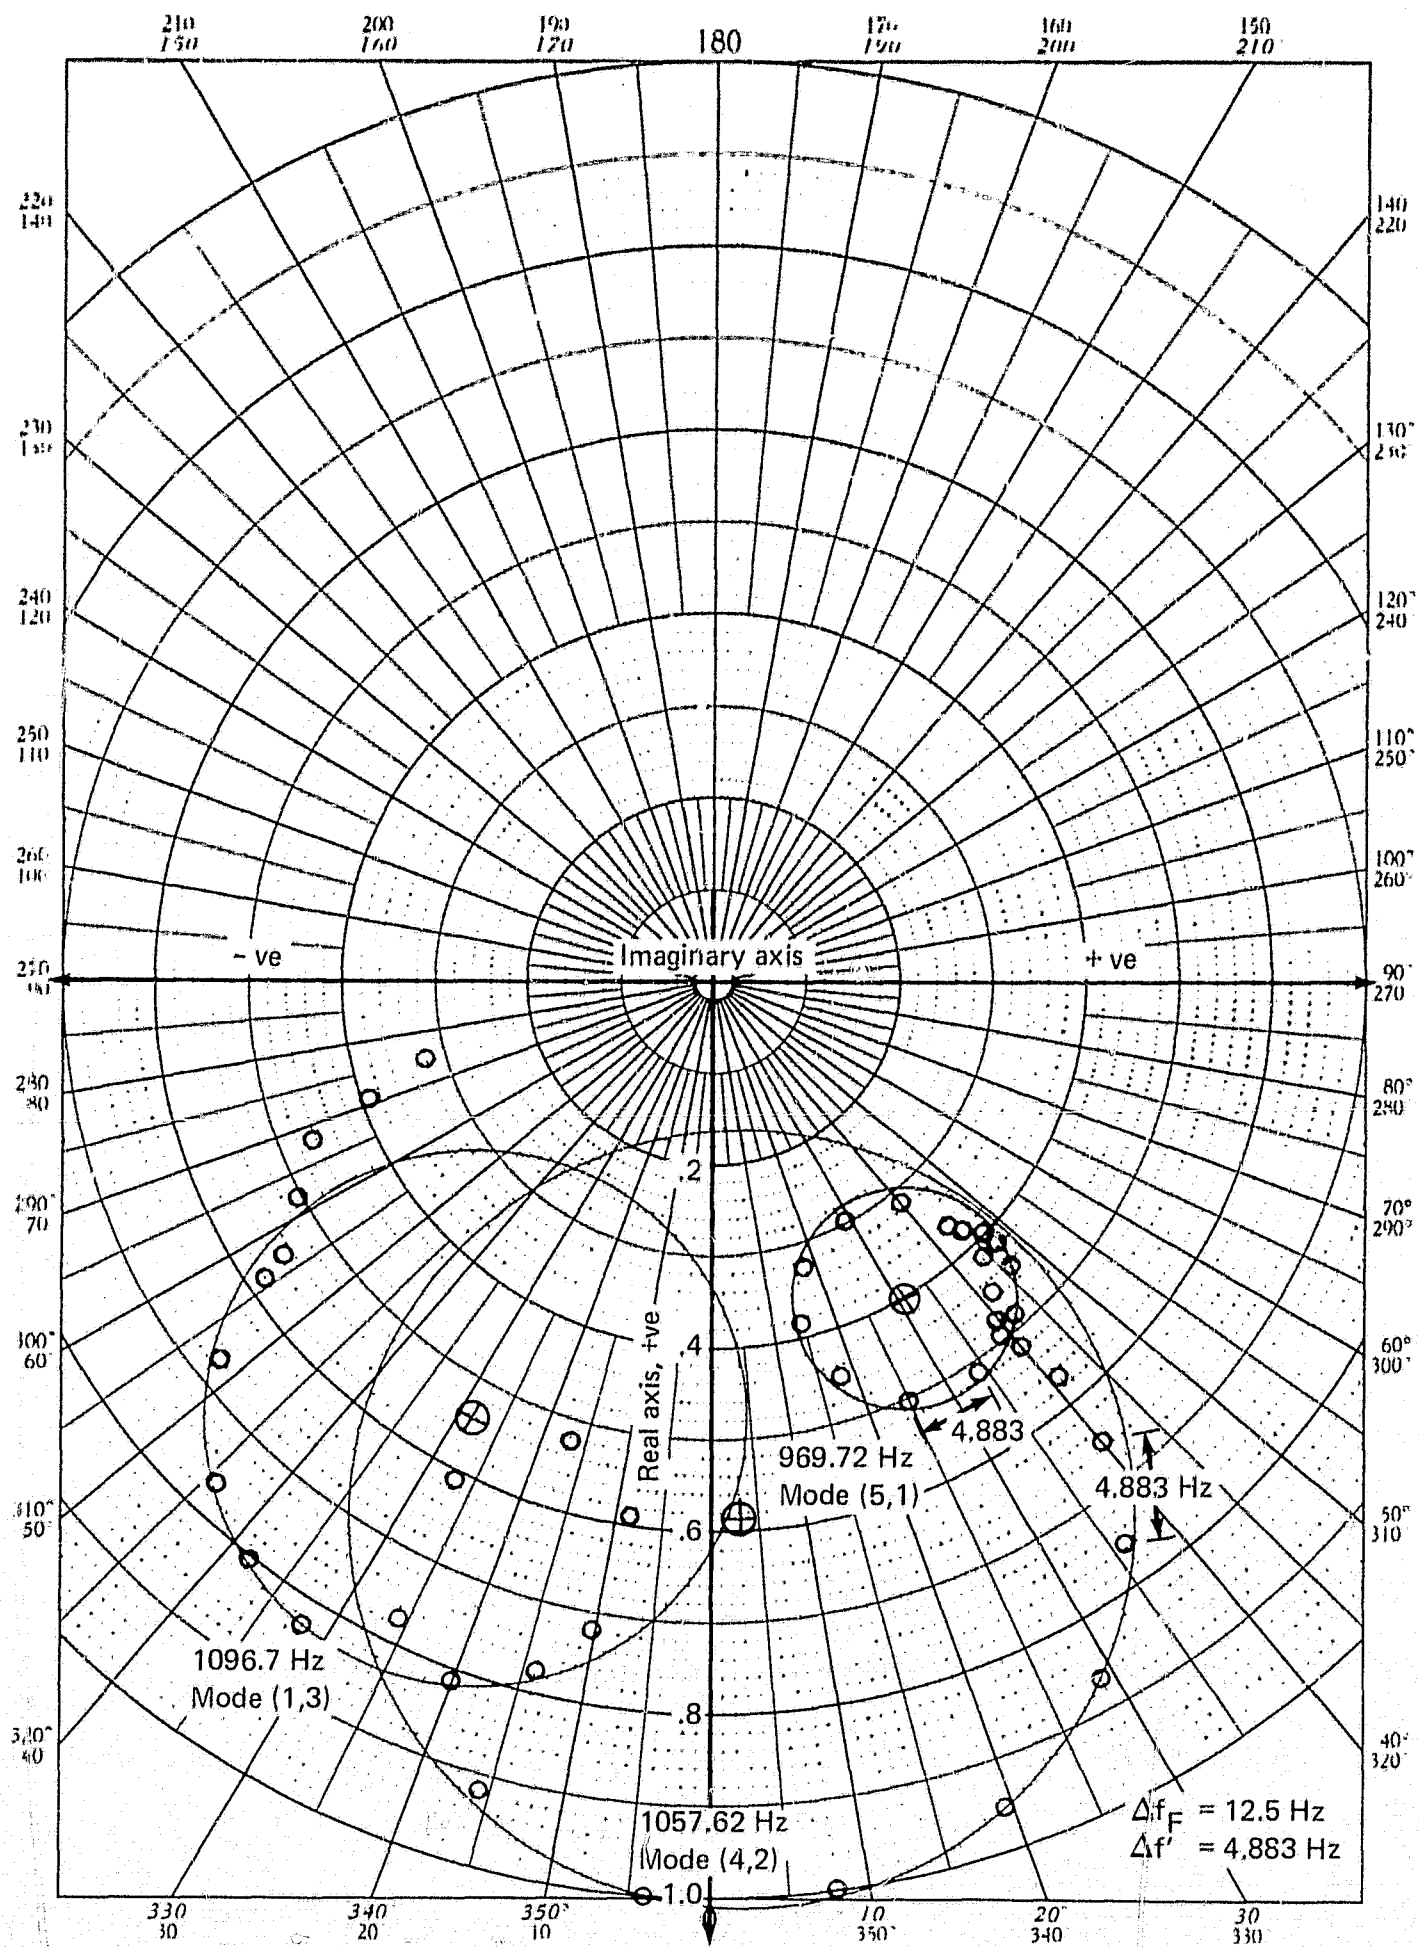 210 200 190 180 170 160 150
150 160 170 190 200 210
220 140
140 220
230 130°
240 120°
120 240
250 110°
110 250°
260 100°
100 260°
- ve Imaginary axis + ve
90°
270
280 80°
80 280
.2
70°
70 290°
300° 60°
60 300°
.4
Real axis, +ve
4.883
969.72 Hz
Mode (5,1)
4.883 Hz
310° 50°
50° 310
.6
1096.7 Hz
Mode (1,3)
.8
320° 40°
40 320°
1057.62 Hz
Mode (4,2)
Δf_F = 12.5 Hz
Δf' = 4.883 Hz
1.0
330 340° 350° 0 10 20° 30
30 20 10 350° 340 330